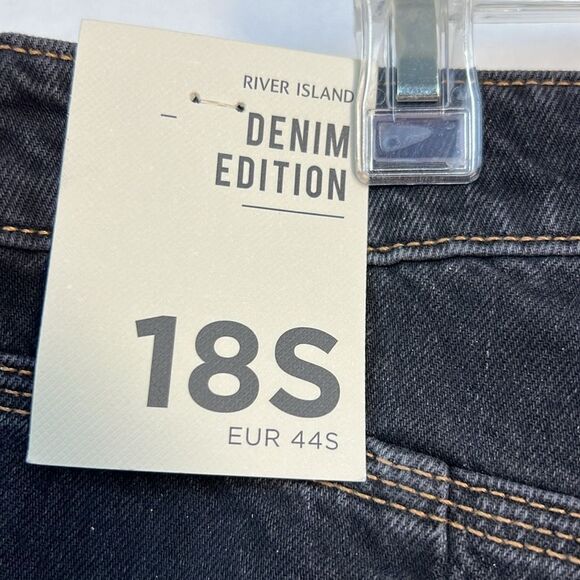 RIVER ISLAND
DENIM
EDITION
18S
EUR 44S